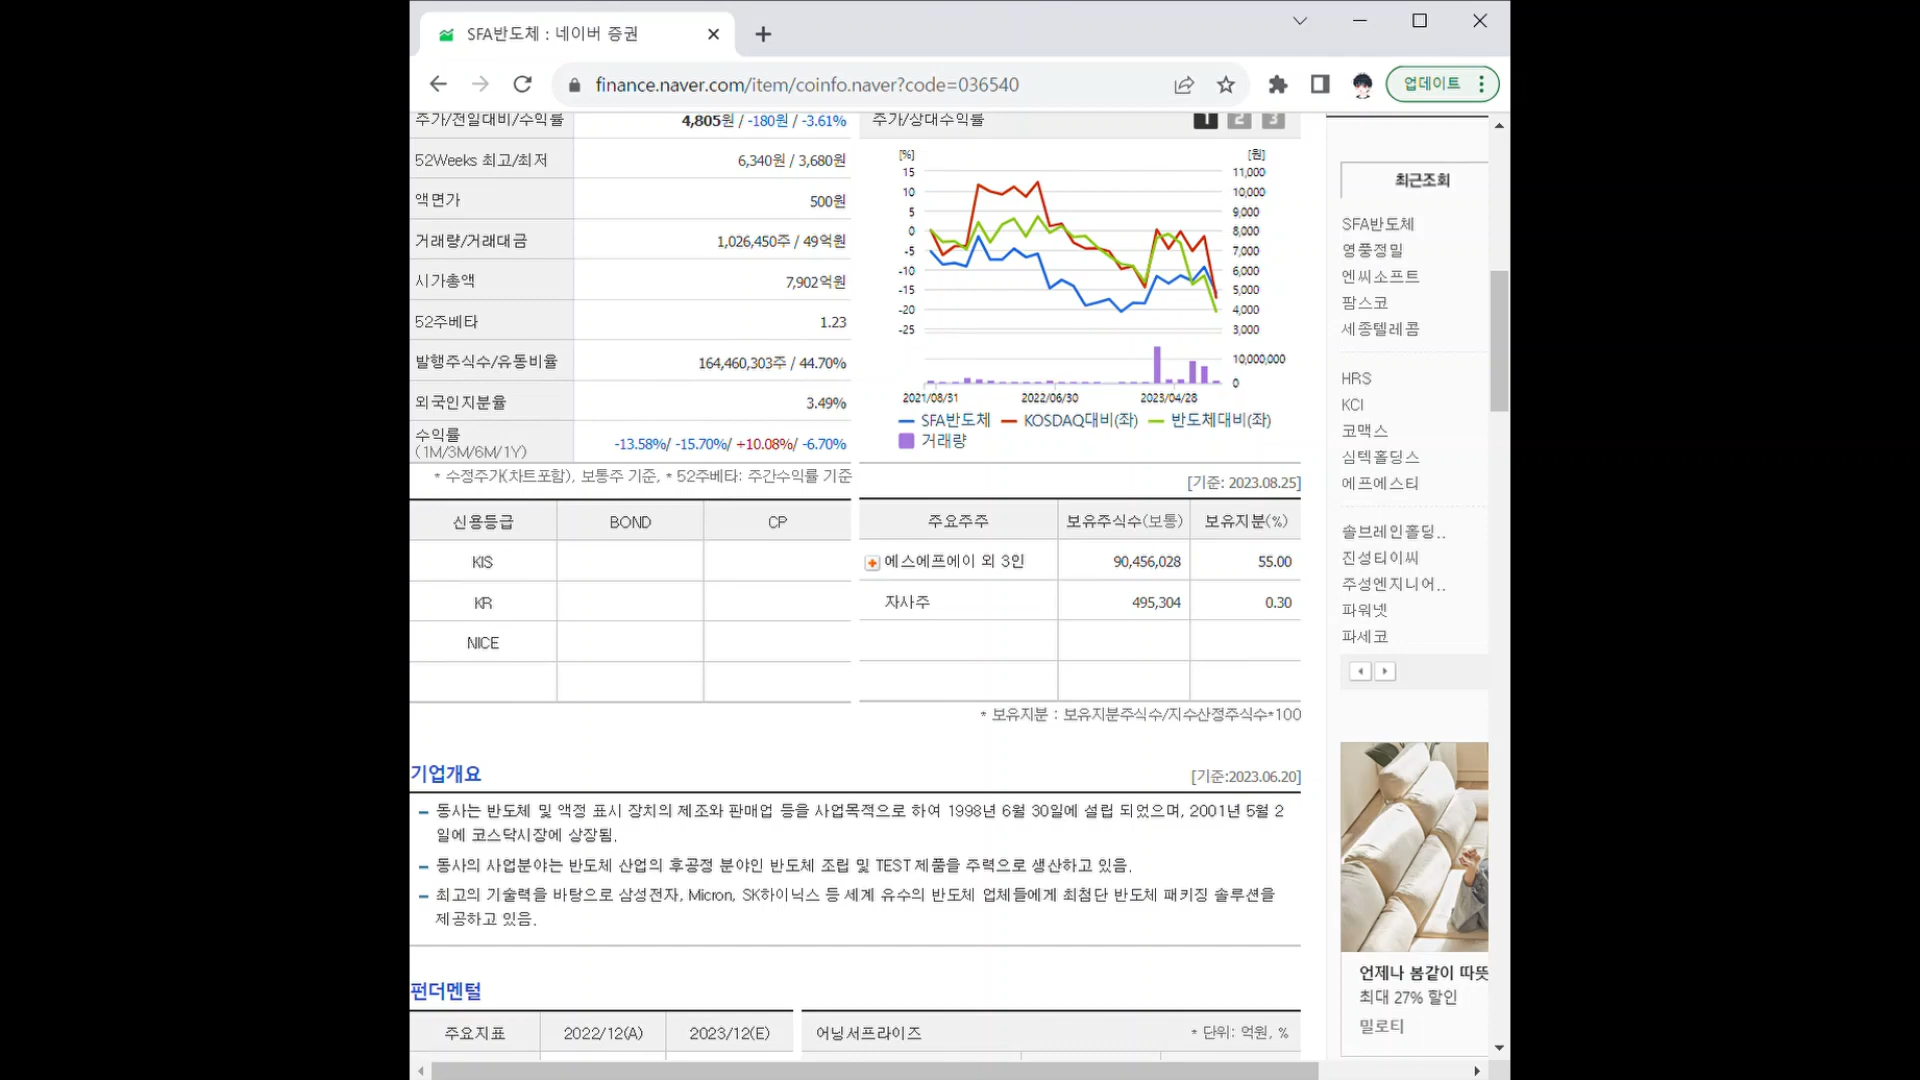 SFA반도체 : 네이버 증권
finance.naver.com/item/coinfo.naver?code=036540
업데이트
주가/전일대비/수익률 4,805원 / -180원 / -3.61%
52Weeks 최고/최저 6,340원 / 3,680원
액면가 500원
거래량/거래대금 1,026,450주 / 49억원
시가총액 7,902억원
52주베타 1.23
발행주식수/유동비율 164,460,303주 / 44.70%
외국인지분율 3.49%
수익률 (1M/3M/6M/1Y) -13.58%/ -15.70%/ +10.08%/ -6.70%
* 수정주가(차트포함), 보통주 기준, * 52주베타: 주간수익률 기준
주가/상대수익률 1 2 3
[%] [원]
15 11,000
10 10,000
5 9,000
0 8,000
-5 7,000
-10 6,000
-15 5,000
-20 4,000
-25 3,000
10,000,000
0
2021/08/31 2022/06/30 2023/04/28
SFA반도체 KOSDAQ대비(좌) 반도체대비(좌)
거래량
[기준: 2023.08.25]
신용등급 BOND CP
KIS
KR
NICE
주요주주 보유주식수(보통) 보유지분(%)
에스에프에이 외 3인 90,456,028 55.00
자사주 495,304 0.30
* 보유지분 : 보유지분주식수/지수산정주식수*100
기업개요 [기준:2023.06.20]
동사는 반도체 및 액정 표시 장치의 제조와 판매업 등을 사업목적으로 하여 1998년 6월 30일에 설립 되었으며, 2001년 5월 2
일에 코스닥시장에 상장됨.
동사의 사업분야는 반도체 산업의 후공정 분야인 반도체 조립 및 TEST 제품을 주력으로 생산하고 있음.
최고의 기술력을 바탕으로 삼성전자, Micron, SK하이닉스 등 세계 유수의 반도체 업체들에게 최첨단 반도체 패키징 솔루션을
제공하고 있음.
펀더멘털
주요지표 2022/12(A) 2023/12(E)
어닝서프라이즈 * 단위: 억원, %
최근조회
SFA반도체
영풍정밀
엔씨소프트
팜스코
세종텔레콤
HRS
KCI
코맥스
심텍홀딩스
에프에스티
솔브레인홀딩..
진성티이씨
주성엔지니어..
파워넷
파세코
언제나 봄같이 따뜻
최대 27% 할인
밀로티